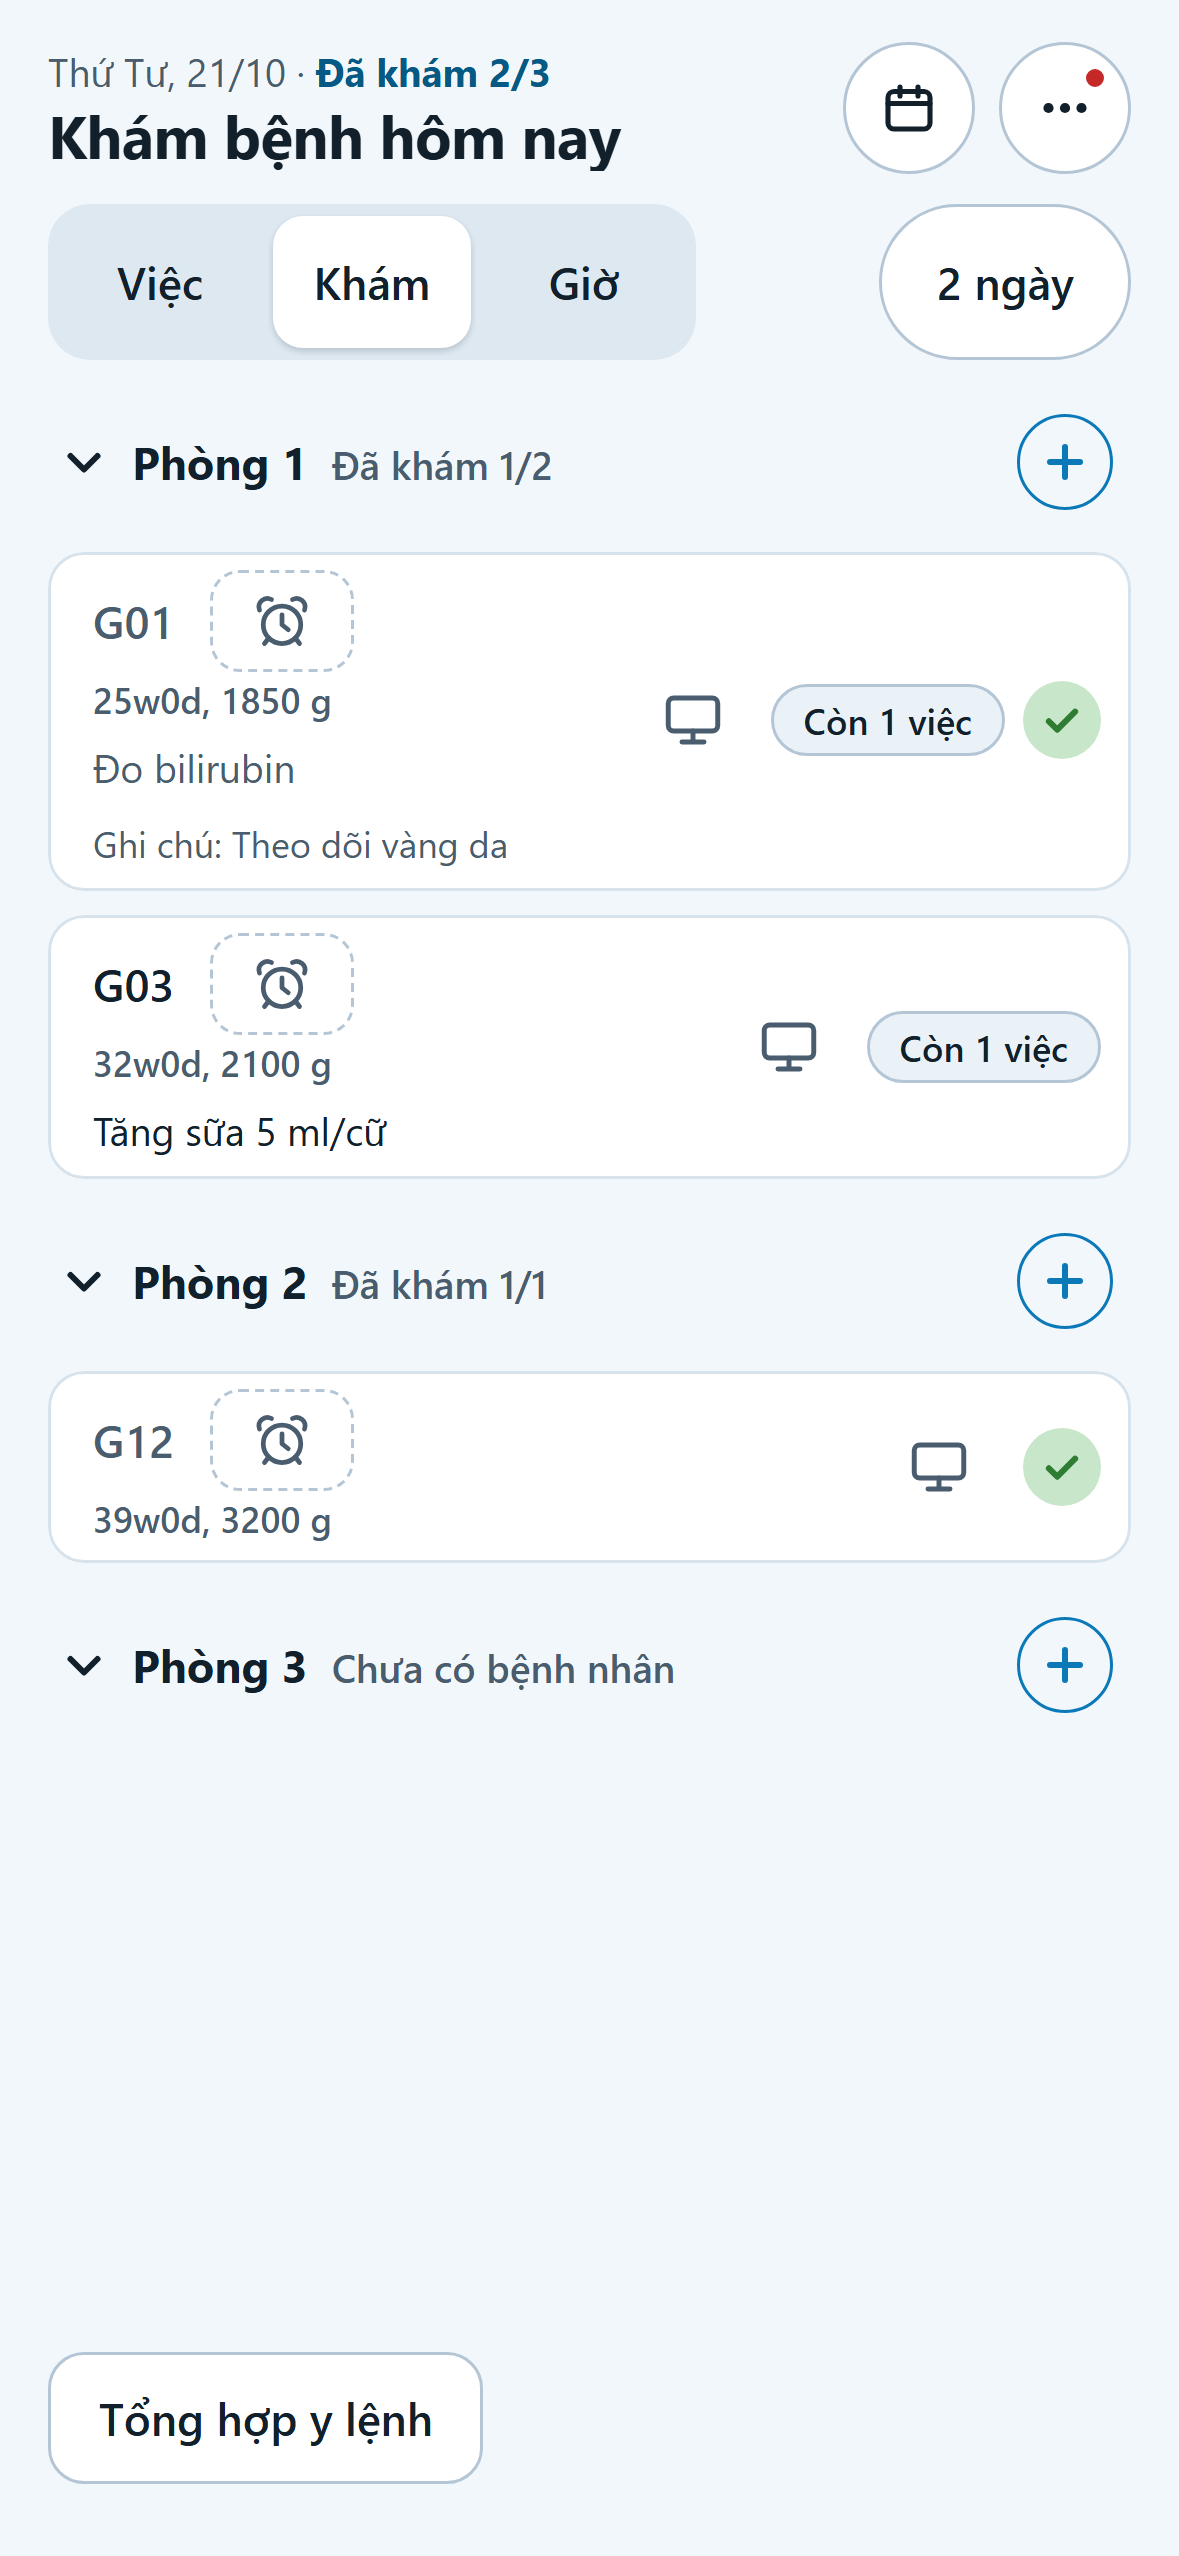 Thứ Tư, 21/10 · Đã khám 2/3
Khám bệnh hôm nay
Việc
Khám
Giờ
2 ngày
Phòng 1 Đã khám 1/2
G01
25w0d, 1850 g
Đo bilirubin
Ghi chú: Theo dõi vàng da
Còn 1 việc
G03
32w0d, 2100 g
Tăng sữa 5 ml/cữ
Còn 1 việc
Phòng 2 Đã khám 1/1
G12
39w0d, 3200 g
Phòng 3 Chưa có bệnh nhân
Tổng hợp y lệnh